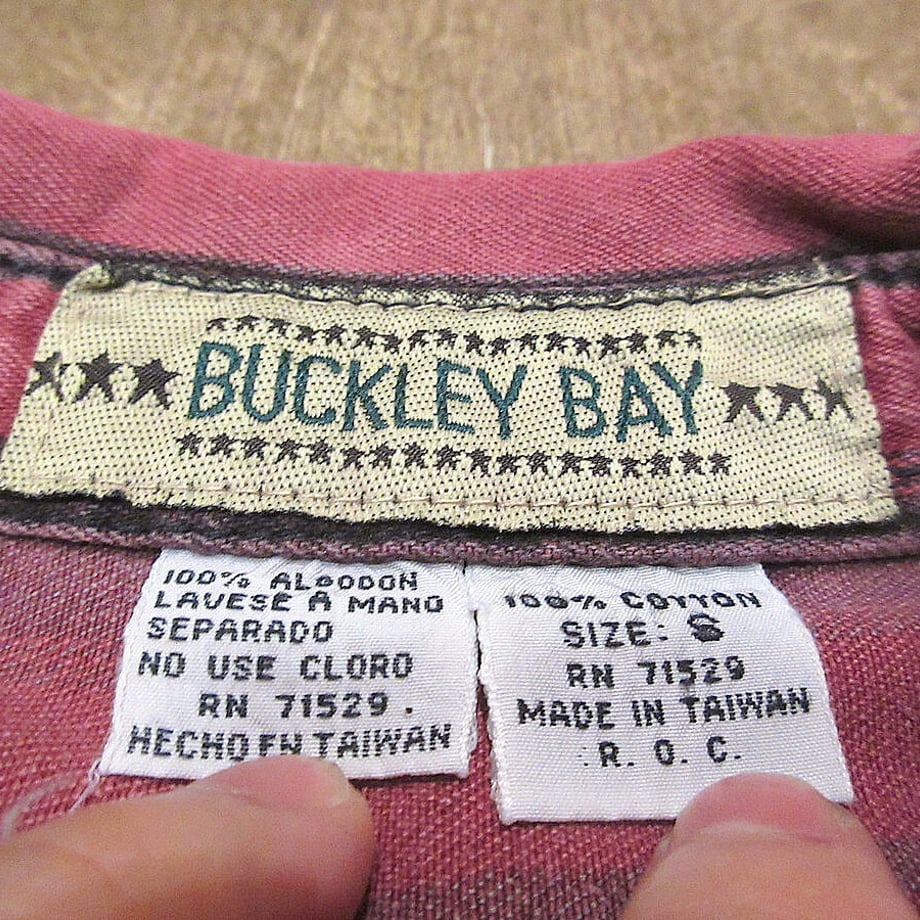 BUCKLEY BAY
100% ALGODON
LAVESE A MANO
SEPARADO
NO USE CLORO
RN 71529.
HECHO EN TAIWAN
100% COTTON
SIZE: S
RN 71529
MADE IN TAIWAN
R. O. C.